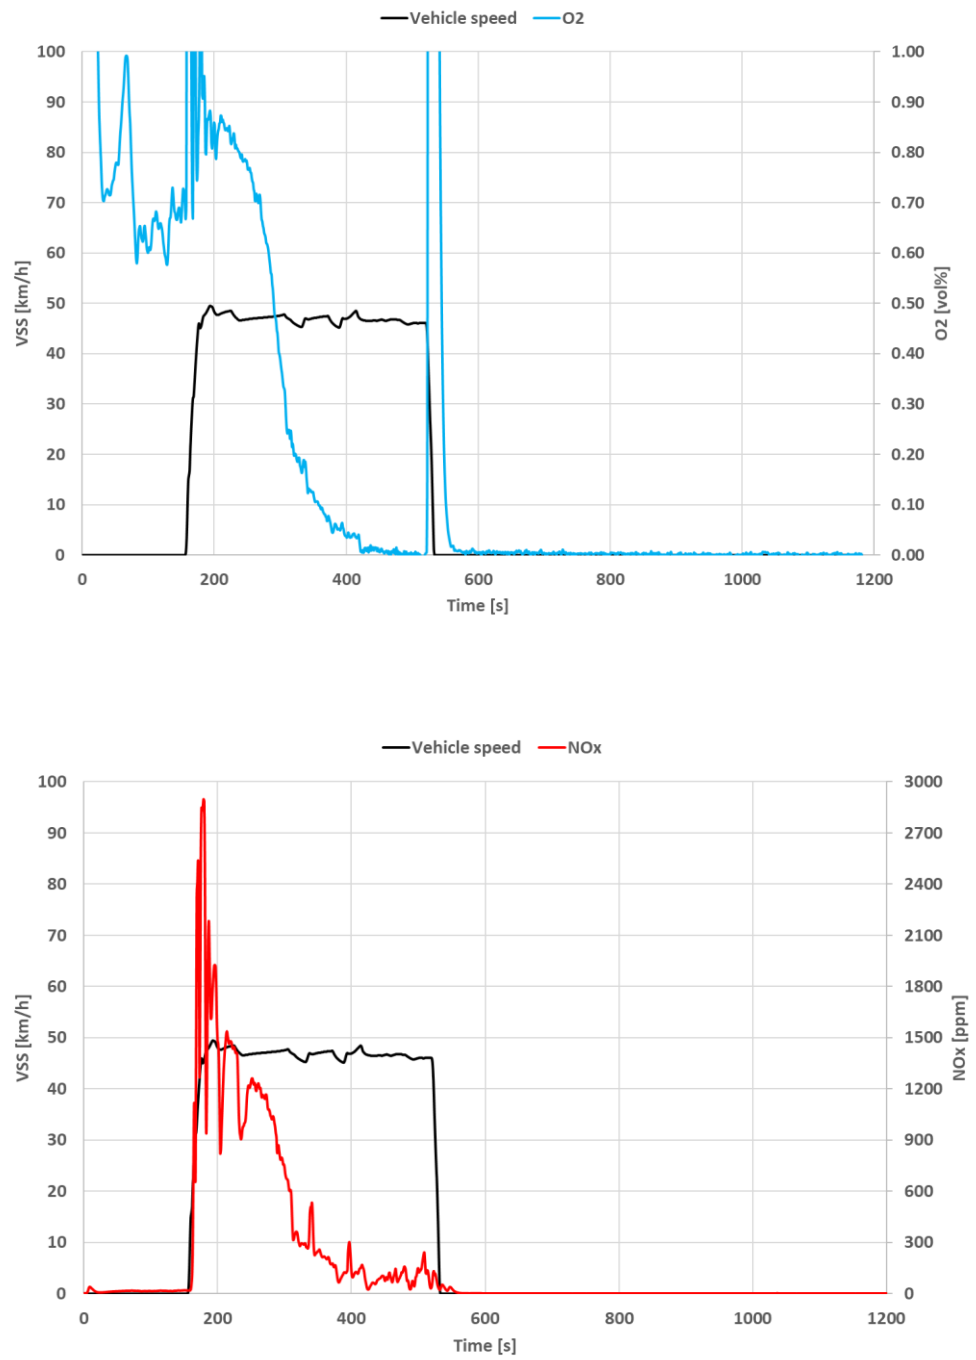 Vehicle speed O2
100 1.00
90 0.90
80 0.80
70 0.70
60 0.60
50 0.50
40 0.40
30 0.30
20 0.20
10 0.10
0 0.00
VSS [km/h]
O2 [vol%]
0 200 400 600 800 1000 1200
Time [s]
Vehicle speed NOx
100 3000
90 2700
80 2400
70 2100
60 1800
50 1500
40 1200
30 900
20 600
10 300
0 0
VSS [km/h]
NOx [ppm]
0 200 400 600 800 1000 1200
Time [s]